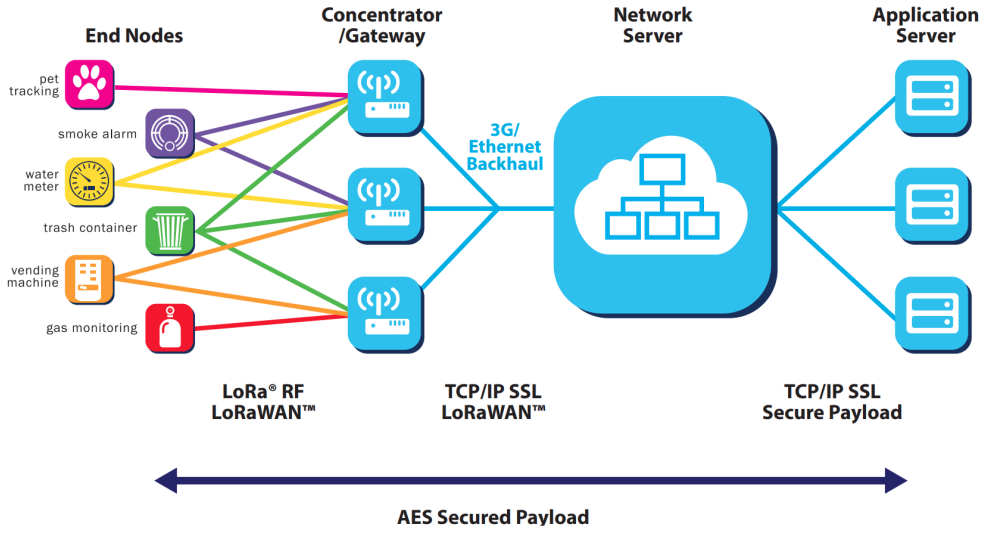 End Nodes
Concentrator
/Gateway
Network
Server
Application
Server
pet
tracking
smoke alarm
water
meter
trash container
vending
machine
gas monitoring
3G/
Ethernet
Backhaul
LoRa® RF
LoRaWAN™
TCP/IP SSL
LoRaWAN™
TCP/IP SSL
Secure Payload
AES Secured Payload